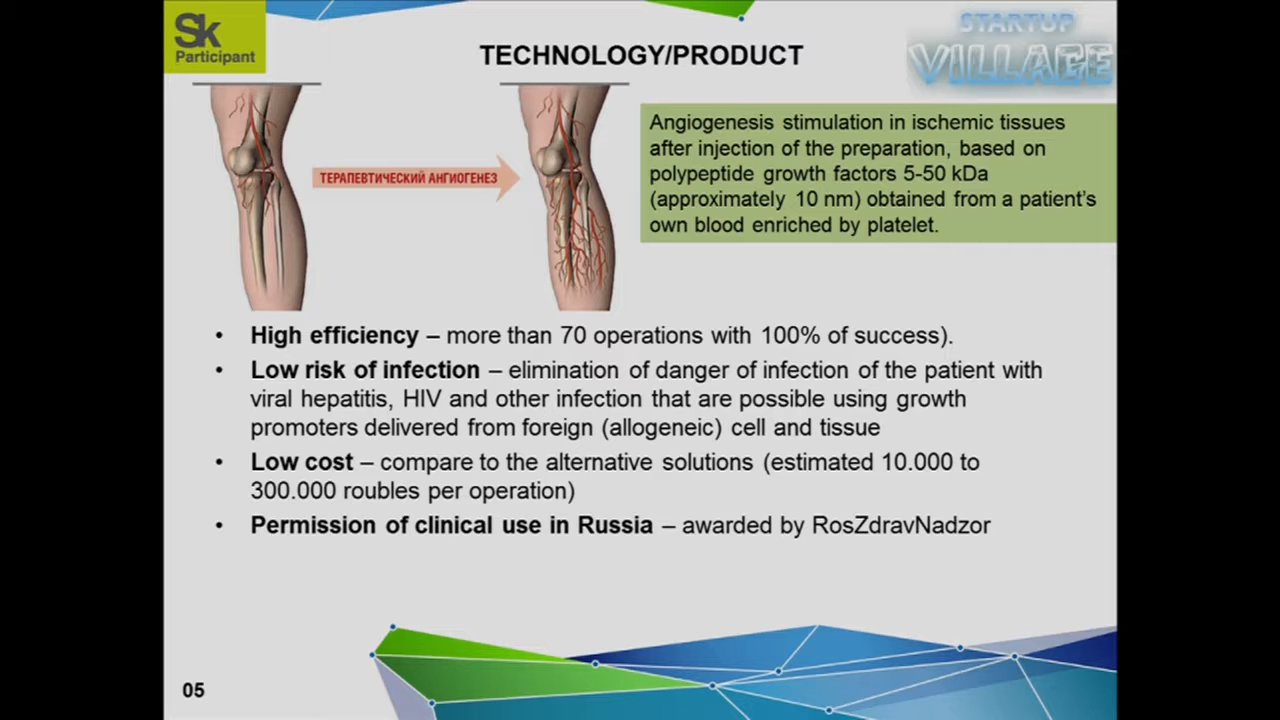 Sk
Participant
TECHNOLOGY/PRODUCT
STARTUP
VILLAGE
ТЕРАПЕВТИЧЕСКИЙ АНГИОГЕНЕЗ
Angiogenesis stimulation in ischemic tissues
after injection of the preparation, based on
polypeptide growth factors 5-50 kDa
(approximately 10 nm) obtained from a patient's
own blood enriched by platelet.
• High efficiency – more than 70 operations with 100% of success).
• Low risk of infection – elimination of danger of infection of the patient with
viral hepatitis, HIV and other infection that are possible using growth
promoters delivered from foreign (allogeneic) cell and tissue
• Low cost – compare to the alternative solutions (estimated 10.000 to
300.000 roubles per operation)
• Permission of clinical use in Russia – awarded by RosZdravNadzor
05